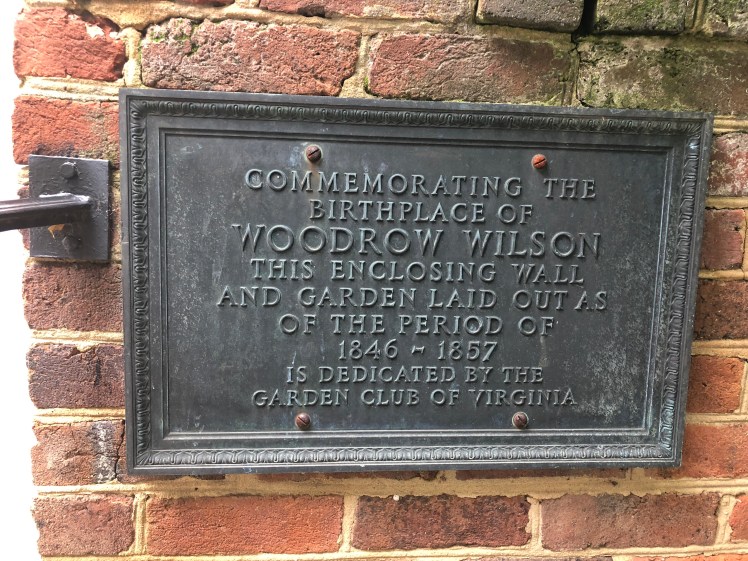 COMMEMORATING THE
BIRTHPLACE OF
WOODROW WILSON
THIS ENCLOSING WALL
AND GARDEN LAID OUT AS
OF THE PERIOD OF
1846 - 1857
IS DEDICATED BY THE
GARDEN CLUB OF VIRGINIA